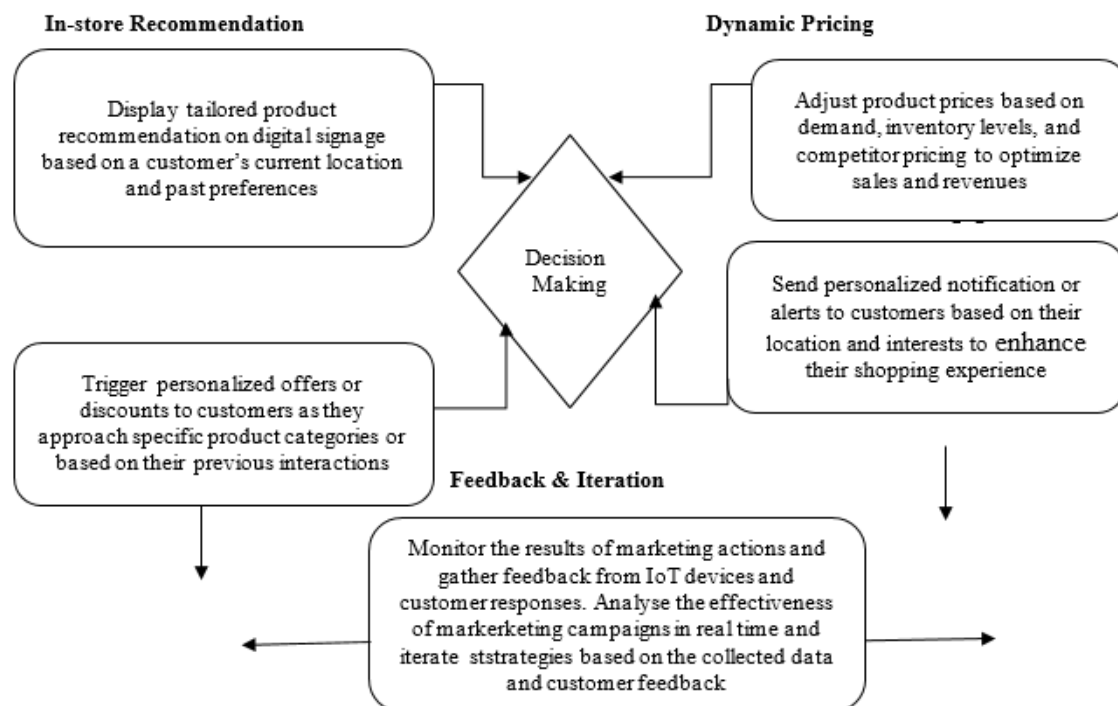 In-store Recommendation
Dynamic Pricing
Display tailored product
recommendation on digital signage
based on a customer's current location
and past preferences
Adjust product prices based on
demand, inventory levels, and
competitor pricing to optimize
sales and revenues
Decision
Making
Send personalized notification or
alerts to customers based on their
location and interests to enhance
their shopping experience
Trigger personalized offers or
discounts to customers as they
approach specific product categories or
based on their previous interactions
Feedback & Iteration
Monitor the results of marketing actions and
gather feedback from IoT devices and
customer responses. Analyse the effectiveness
of markerketing campaigns in real time and
iterate ststrategies based on the collected data
and customer feedback